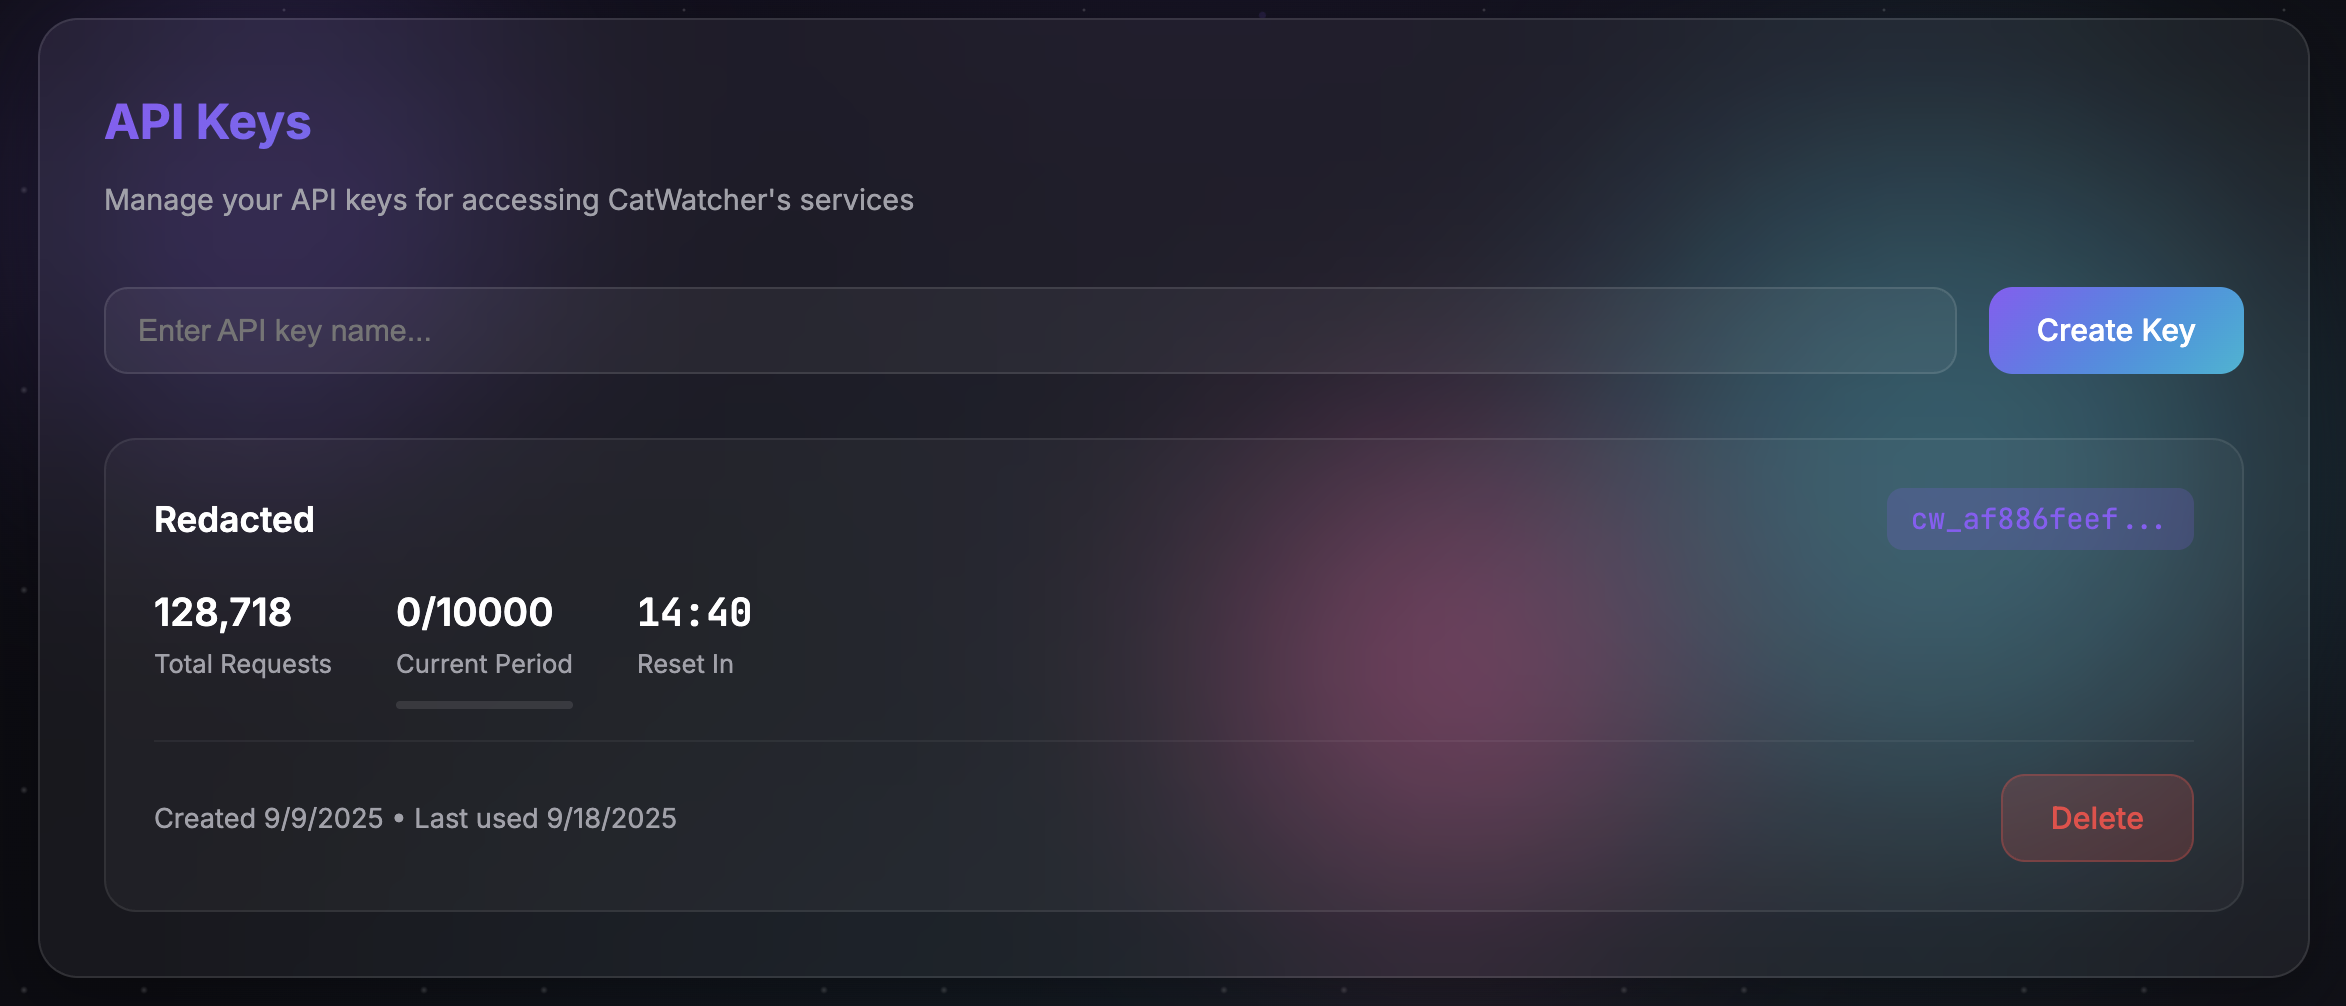 API Keys
Manage your API keys for accessing CatWatcher's services
Enter API key name...
Create Key
Redacted
cw_af886feef...
128,718
0/10000
14:40
Total Requests
Current Period
Reset In
Created 9/9/2025 • Last used 9/18/2025
Delete